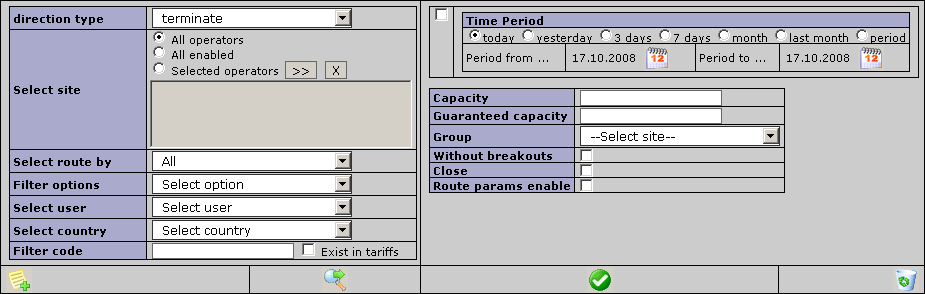 direction type terminate
Select site
All operators
All enabled
Selected operators >> X
Select route by All
Filter options Select option
Select user Select user
Select country Select country
Filter code Exist in tariffs
Time Period
today yesterday 3 days 7 days month last month period
Period from ... 17.10.2008 12 Period to ... 17.10.2008 12
Capacity
Guaranteed capacity
Group --Select site--
Without breakouts
Close
Route params enable